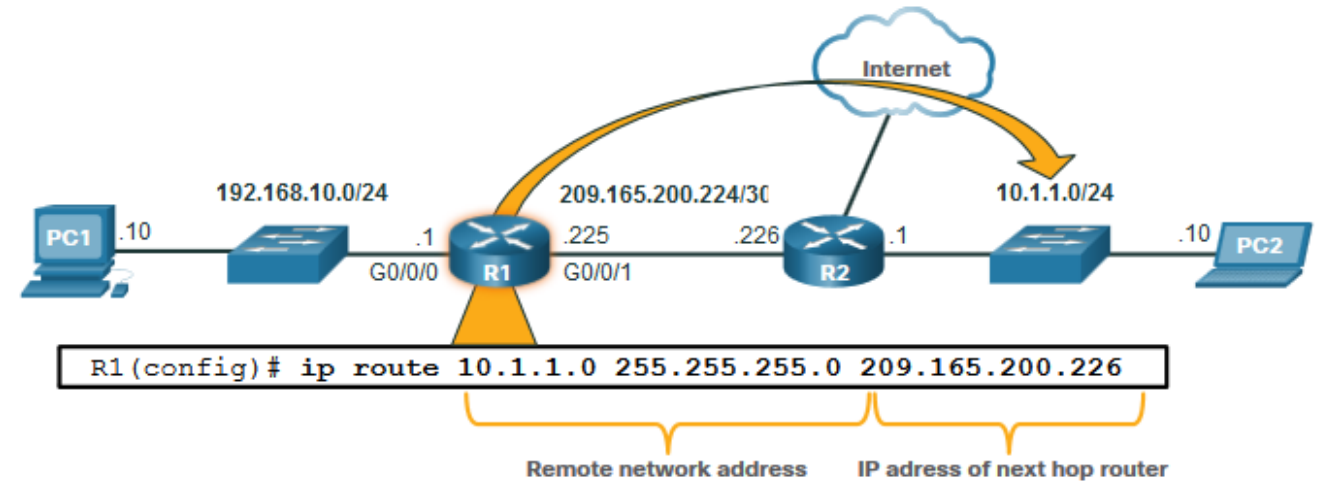 Internet
192.168.10.0/24
209.165.200.224/30
10.1.1.0/24
PC1
.10
.1
.225
.226
.1
.10
PC2
G0/0/0
R1
G0/0/1
R2
R1(config)# ip route 10.1.1.0 255.255.255.0 209.165.200.226
Remote network address
IP adress of next hop router